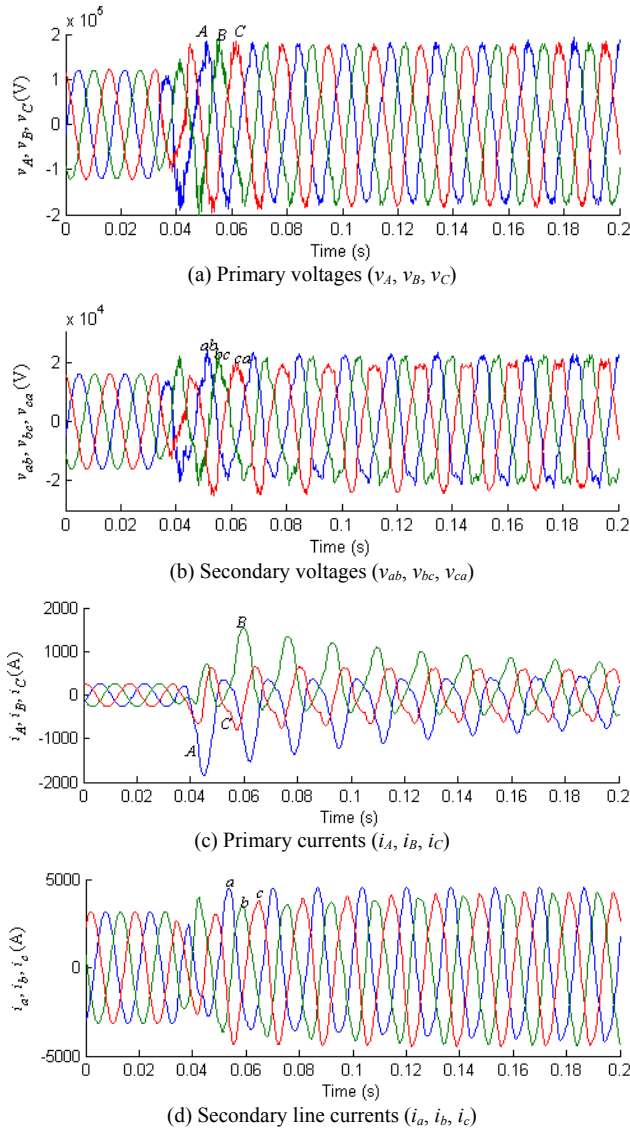 x 10⁵
A B C
v_A, v_B, v_C(V)
2
1
0
-1
-2
0 0.02 0.04 0.06 0.08 0.1 0.12 0.14 0.16 0.18 0.2
Time (s)
(a) Primary voltages (v_A, v_B, v_C)
x 10⁴
ab bc ca
v_ab, v_bc, v_ca(V)
2
0
-2
0 0.02 0.04 0.06 0.08 0.1 0.12 0.14 0.16 0.18 0.2
Time (s)
(b) Secondary voltages (v_ab, v_bc, v_ca)
B
A
C
i_A, i_B, i_C(A)
2000
1000
0
-1000
-2000
0 0.02 0.04 0.06 0.08 0.1 0.12 0.14 0.16 0.18 0.2
Time (s)
(c) Primary currents (i_A, i_B, i_C)
a b c
i_a, i_b, i_c(A)
5000
0
-5000
0 0.02 0.04 0.06 0.08 0.1 0.12 0.14 0.16 0.18 0.2
Time (s)
(d) Secondary line currents (i_a, i_b, i_c)